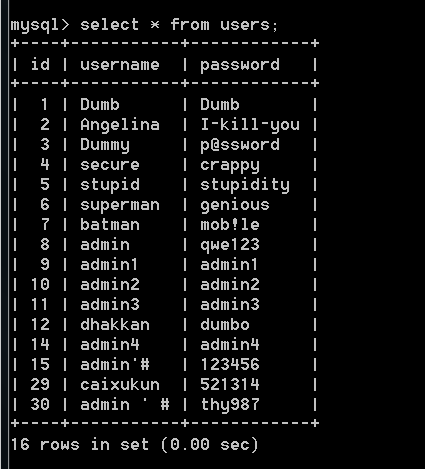 mysql> select * from users;
+----+------------+------------+
| id | username   | password   |
+----+------------+------------+
|  1 | Dumb       | Dumb       |
|  2 | Angelina   | I-kill-you |
|  3 | Dummy      | p@ssword   |
|  4 | secure     | crappy     |
|  5 | stupid     | stupidity  |
|  6 | superman   | genious    |
|  7 | batman     | mob!le     |
|  8 | admin      | qwe123     |
|  9 | admin1     | admin1     |
| 10 | admin2     | admin2     |
| 11 | admin3     | admin3     |
| 12 | dhakkan    | dumbo      |
| 14 | admin4     | admin4     |
| 15 | admin'#    | 123456     |
| 29 | caixukun   | 521314     |
| 30 | admin ' #  | thy987     |
+----+------------+------------+
16 rows in set (0.00 sec)